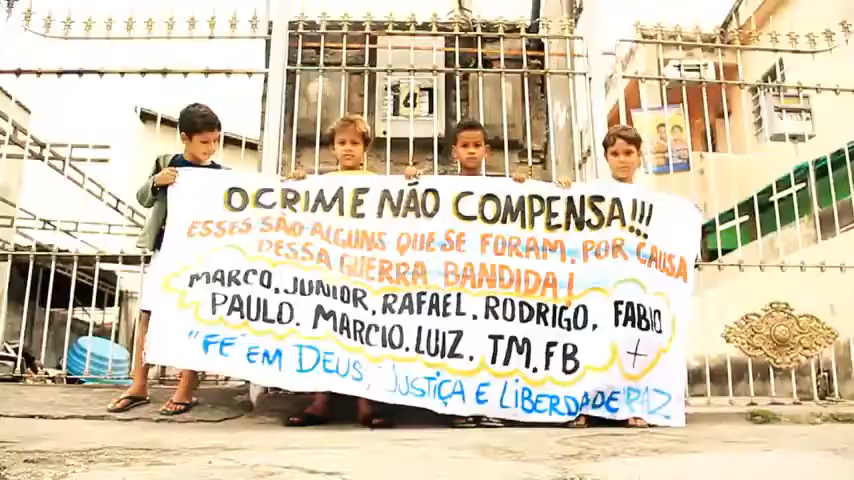 O CRIME NÃO COMPENSA!!!
ESSES SÃO ALGUNS QUE SE FORAM, POR CAUSA
DESSA GUERRA BANDIDA!
MARCO, JUNIOR, RAFAEL, RODRIGO, FABIO
PAULO. MARCIO. LUIZ. TM. FB
"FÉ EM DEUS, JUSTIÇA E LIBERDADE PAZ